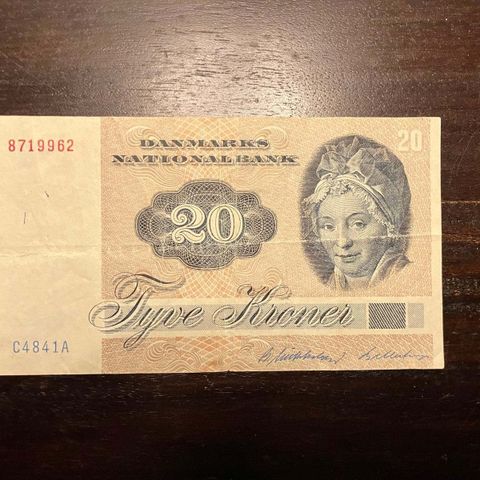 8719962
DANMARKS
NATIONALBANK
20
20
Tyve Kroner
C4841A